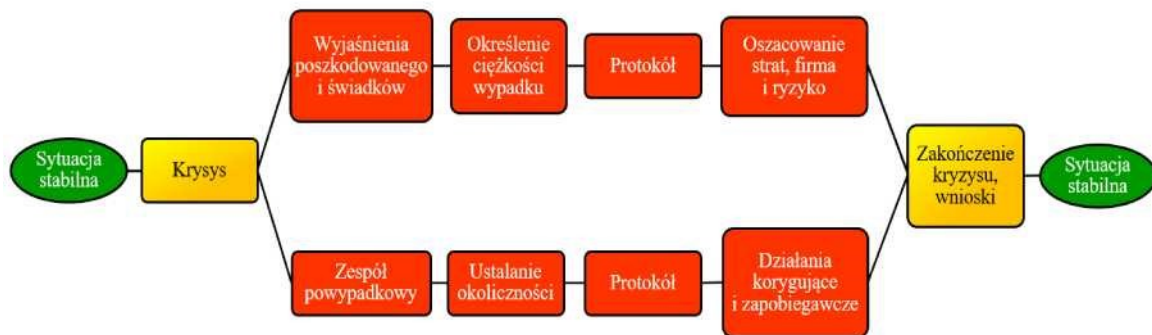 Sytuacja
stabilna
Krysys
Wyjaśnienia
poszkodowanego
i świadków
Określenie
ciężkości
wypadku
Protokół
Oszacowanie
strat, firma
i ryzyko
Zespół
powypadkowy
Ustalanie
okoliczności
Protokół
Działania
korygujące
i zapobiegawcze
Zakończenie
kryzysu,
wnioski
Sytuacja
stabilna